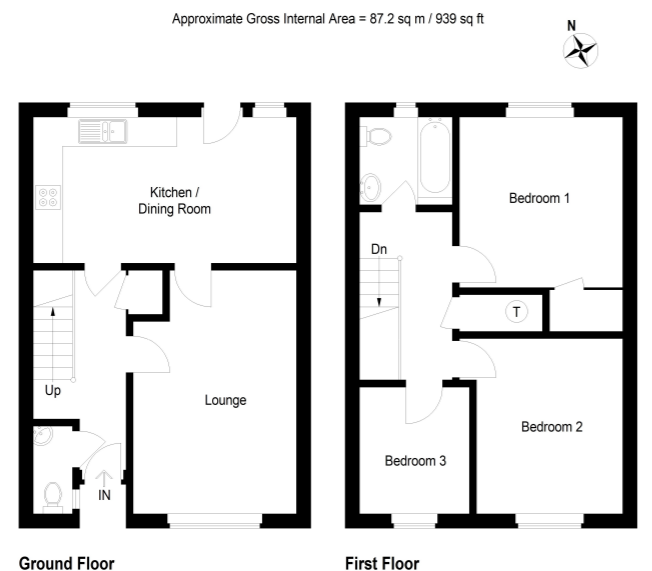 Approximate Gross Internal Area = 87.2 sq m / 939 sq ft
N
Kitchen /
Dining Room
Up
Lounge
IN
Ground Floor
Bedroom 1
Dn
T
Bedroom 2
Bedroom 3
First Floor